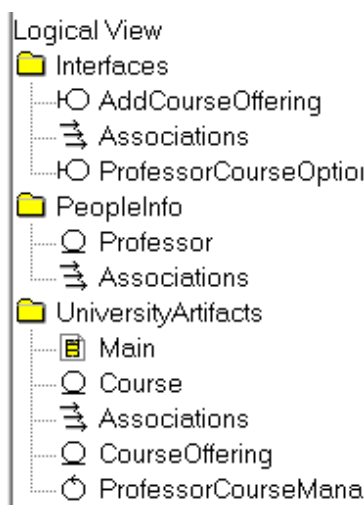 Logical View
Interfaces
AddCourseOffering
Associations
ProfessorCourseOption
PeopleInfo
Professor
Associations
UniversityArtifacts
Main
Course
Associations
CourseOffering
ProfessorCourseMana